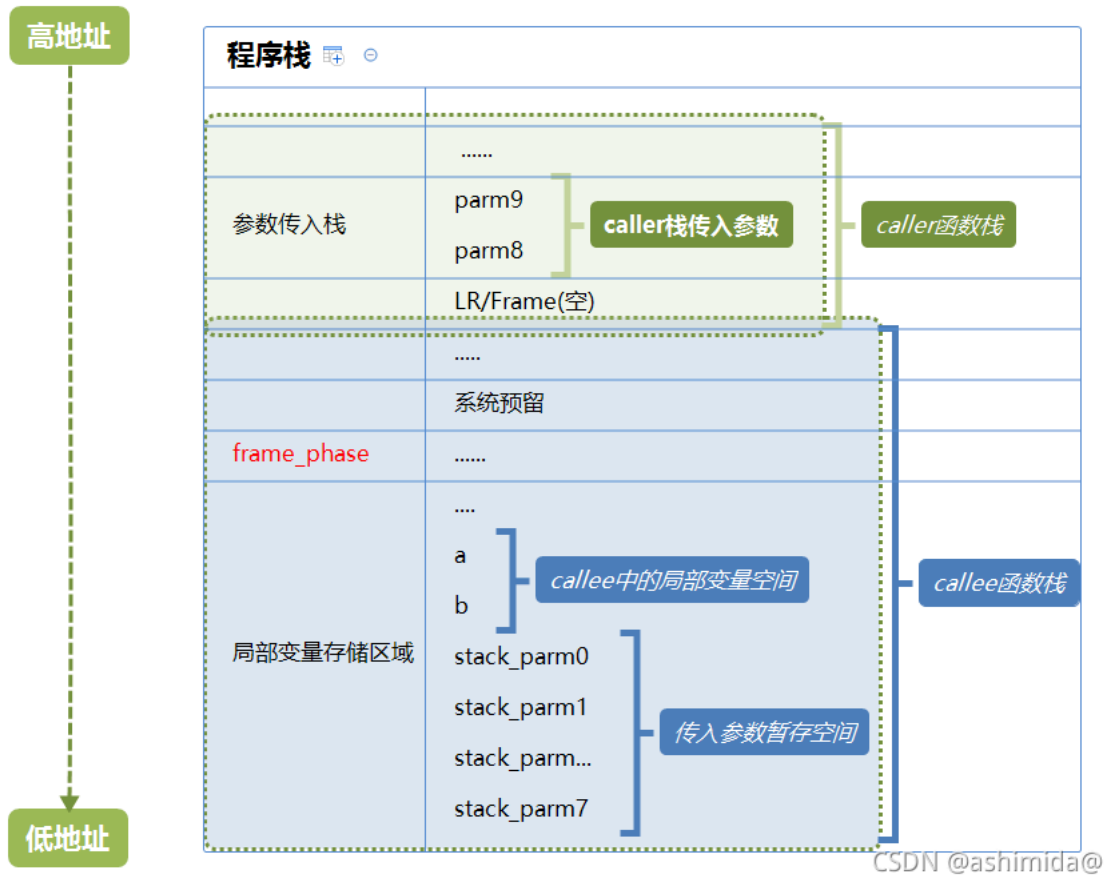 高地址
程序栈
......
参数传入栈
parm9
parm8
caller栈传入参数
caller函数栈
LR/Frame(空)
.....
系统预留
frame_phase
......
....
a
b
callee中的局部变量空间
callee函数栈
局部变量存储区域
stack_parm0
stack_parm1
stack_parm...
stack_parm7
传入参数暂存空间
低地址
CSDN @ashimida@